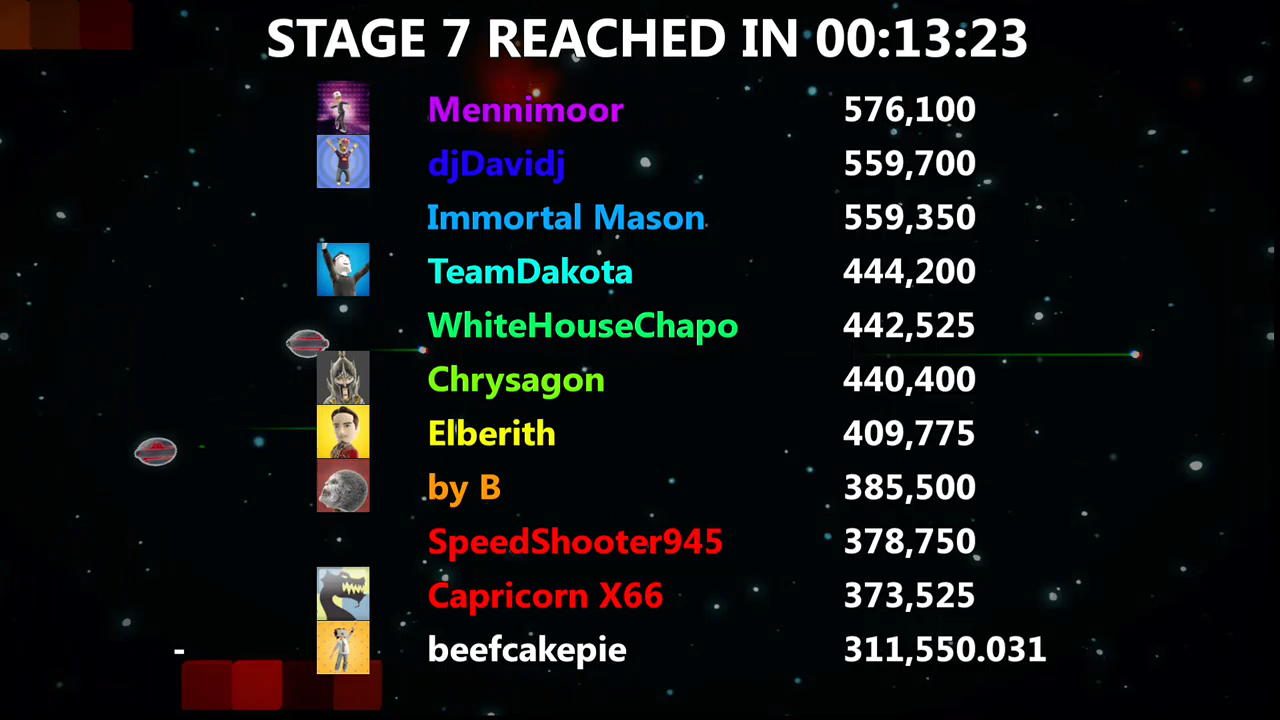 STAGE 7 REACHED IN 00:13:23
Mennimoor 576,100
djDavidj 559,700
Immortal Mason 559,350
TeamDakota 444,200
WhiteHouseChapo 442,525
Chrysagon 440,400
Elberith 409,775
by B 385,500
SpeedShooter945 378,750
Capricorn X66 373,525
- beefcakepie 311,550.031